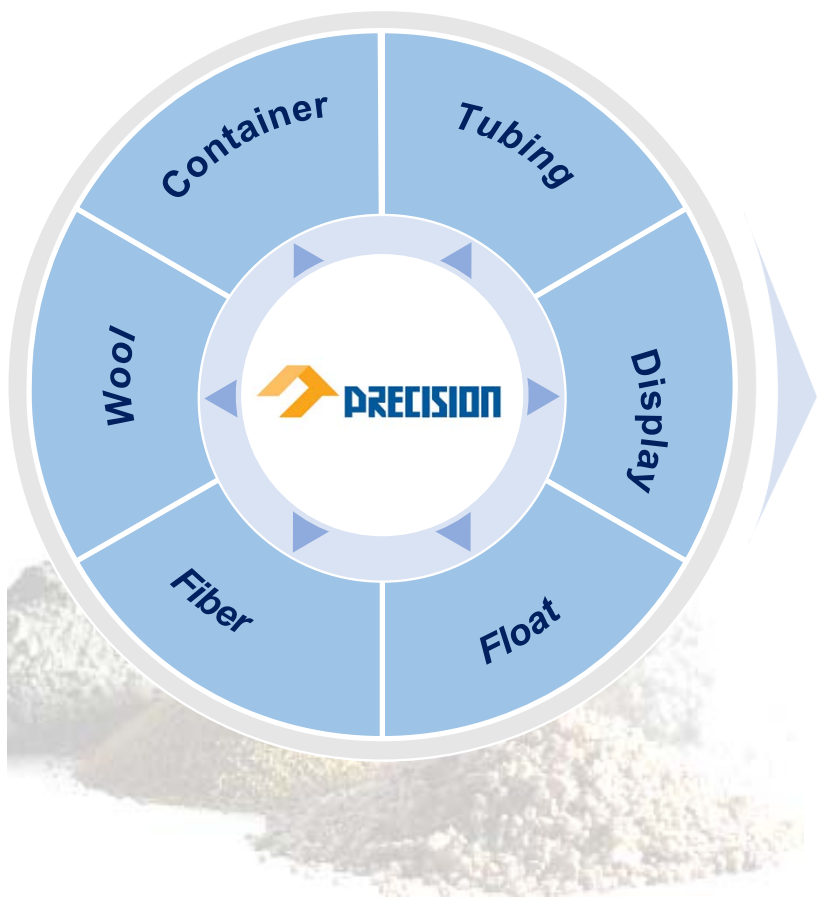 Container
Tubing
Wool
Display
PRECISION
Fiber
Float